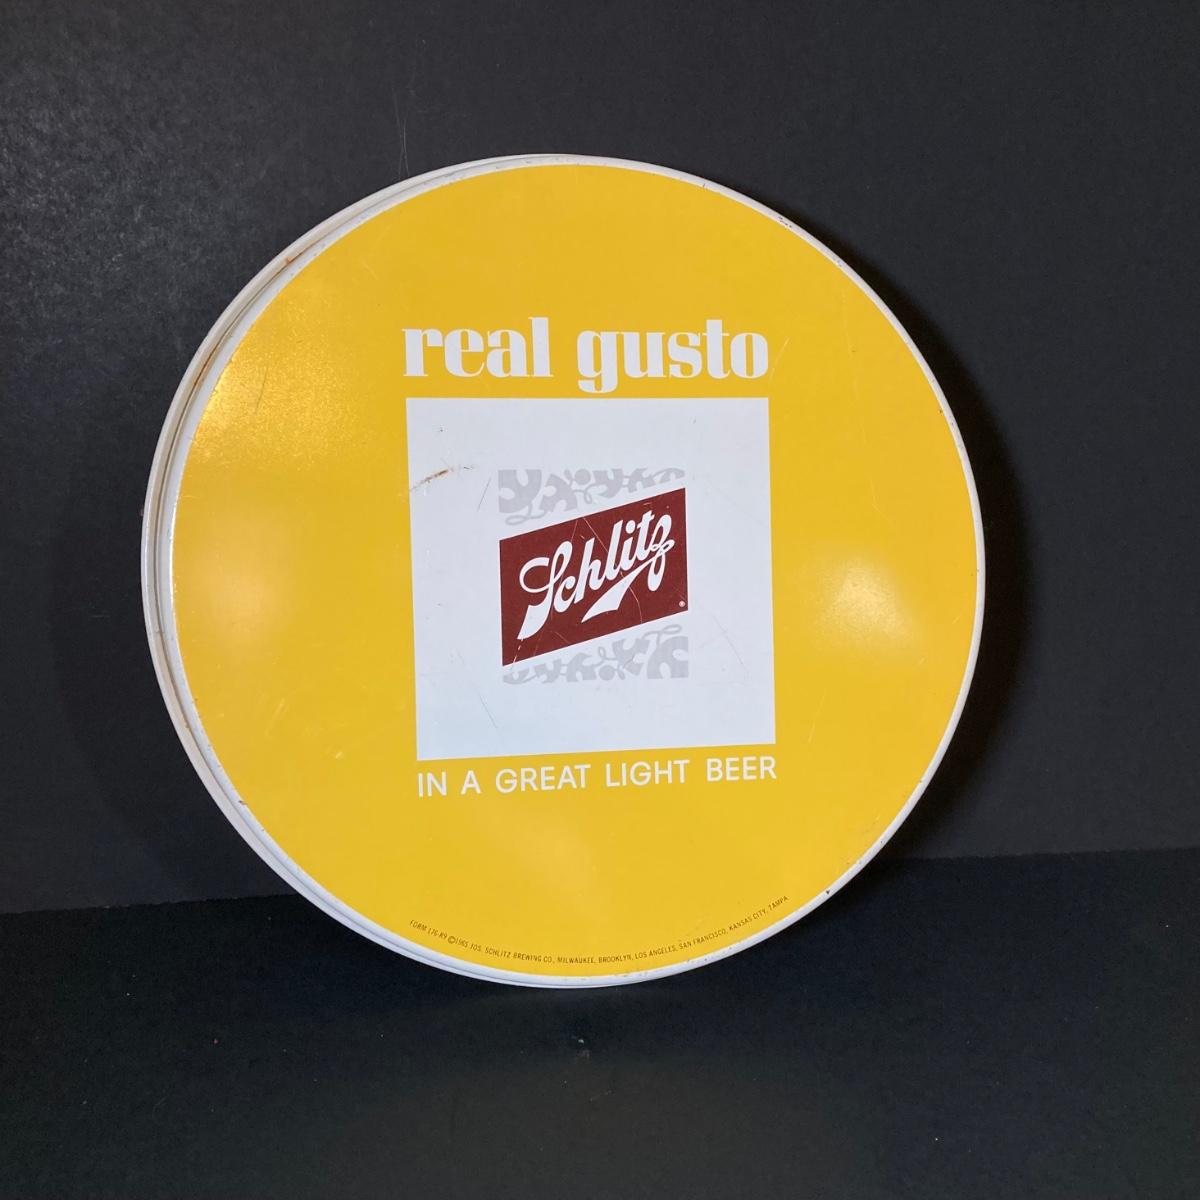 real gusto
Schlitz
®
IN A GREAT LIGHT BEER
FORM 176-R9 ©1965 JOS. SCHLITZ BREWING CO., MILWAUKEE, BROOKLYN, LOS ANGELES, SAN FRANCISCO, KANSAS CITY, TAMPA